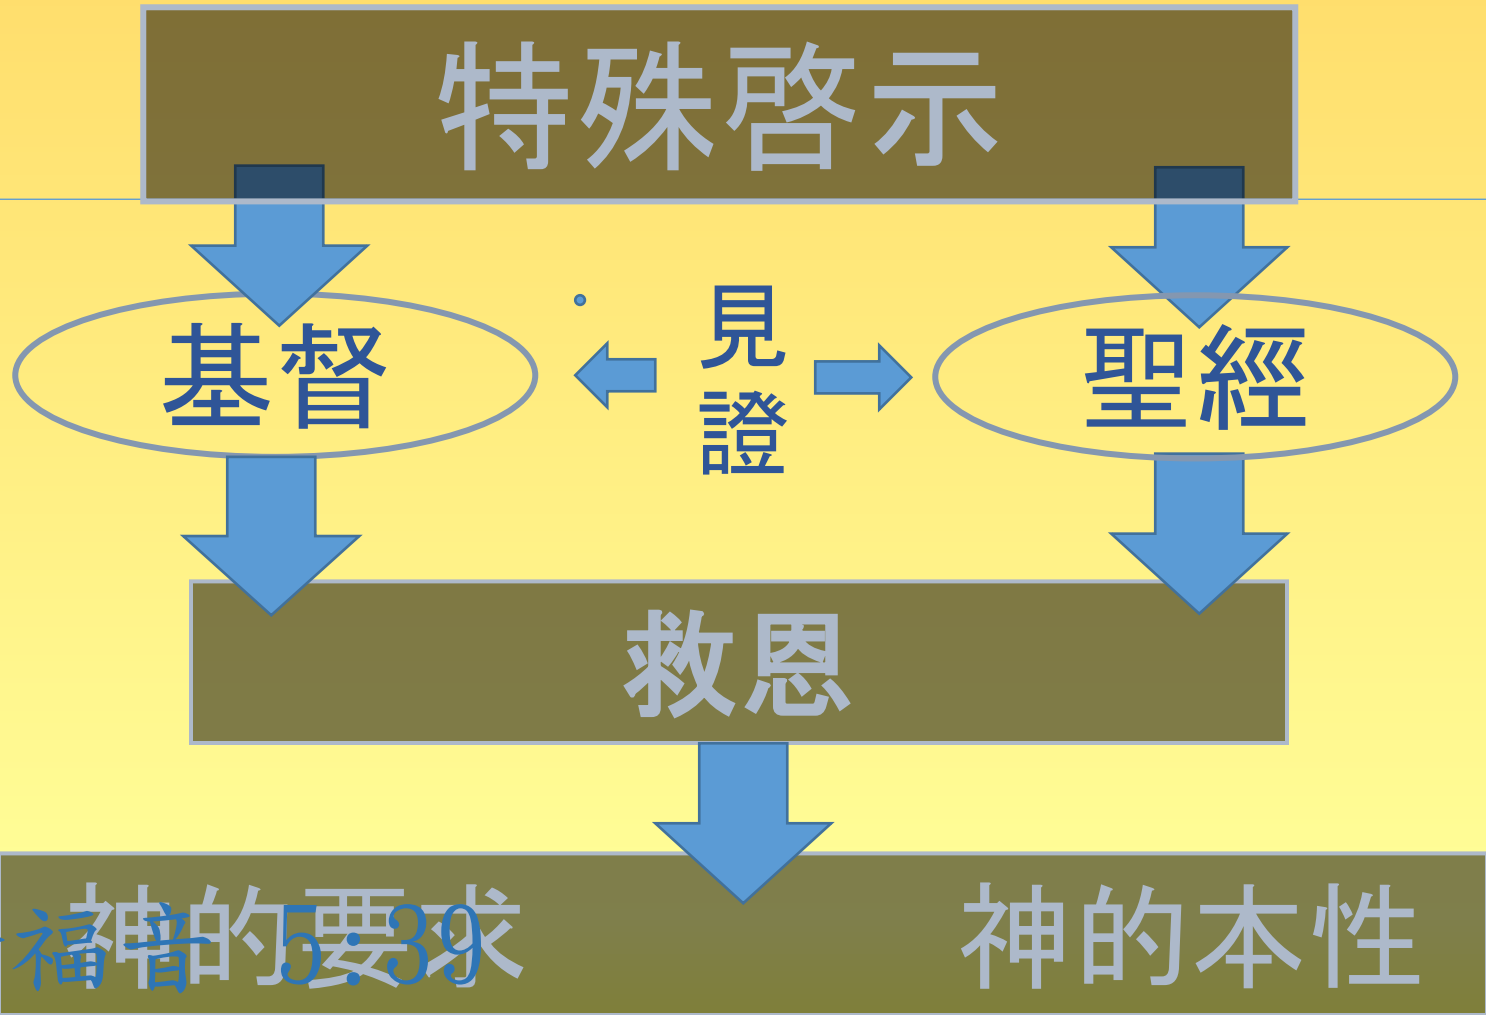 特殊啓示
基督
見
證
聖經
救恩
神的要求 神的本性
福音 5:39